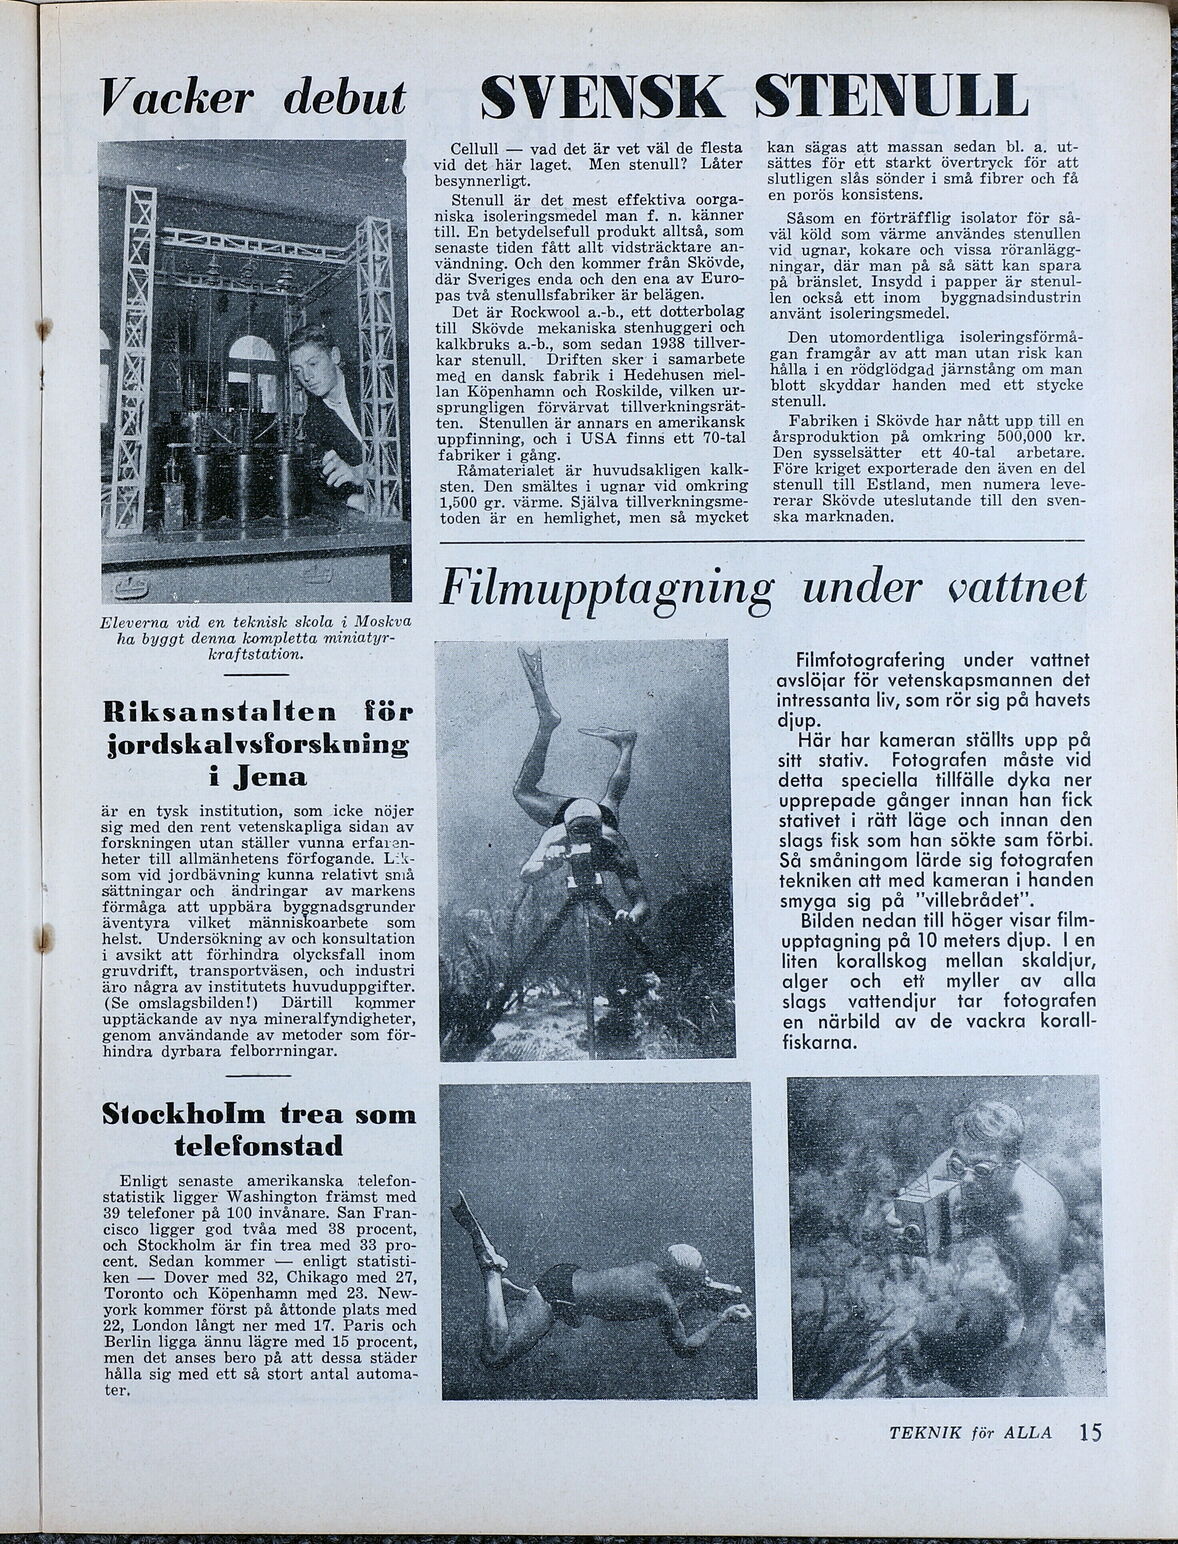 Vacker debut
Eleverna vid en teknisk skola i Moskva
ha byggt denna kompletta miniatyr-
kraftstation.
Riksanstalten för
jordskalvsforskning
i Jena
är en tysk institution, som icke nöjer
sig med den rent vetenskapliga sidan av
forskningen utan ställer vunna erfaren-
heter till allmänhetens förfogande. Lik-
som vid jordbävning kunna relativt små
sättningar och ändringar av markens
förmåga att uppbära byggnadsgrunder
äventyra vilket människoarbete som
helst. Undersökning av och konsultation
i avsikt att förhindra olycksfall inom
gruvdrift, transportväsen, och industri
äro några av institutets huvuduppgifter.
(Se omslagsbilden!) Därtill kommer
upptäckande av nya mineralfyndigheter,
genom användande av metoder som för-
hindra dyrbara felborrningar.
Stockholm trea som
telefonstad
Enligt senaste amerikanska telefon-
statistik ligger Washington främst med
39 telefoner på 100 invånare. San Fran-
cisco ligger god tvåa med 38 procent,
och Stockholm är fin trea med 33 pro-
cent. Sedan kommer — enligt statisti-
ken — Dover med 32, Chikago med 27,
Toronto och Köpenhamn med 23. New-
york kommer först på åttonde plats med
22, London långt ner med 17. Paris och
Berlin ligga ännu lägre med 15 procent,
men det anses bero på att dessa städer
hålla sig med ett så stort antal automa-
ter.
SVENSK STENULL
Cellull — vad det är vet väl de flesta
vid det här laget. Men stenull? Låter
besynnerligt.
Stenull är det mest effektiva oorga-
niska isoleringsmedel man f. n. känner
till. En betydelsefull produkt alltså, som
senaste tiden fått allt vidsträcktare an-
vändning. Och den kommer från Skövde,
där Sveriges enda och den ena av Euro-
pas två stenullsfabriker är belägen.
Det är Rockwool a.-b., ett dotterbolag
till Skövde mekaniska stenhuggeri och
kalkbruks a.-b., som sedan 1938 tillver-
kar stenull. Driften sker i samarbete
med en dansk fabrik i Hedehusen mel-
lan Köpenhamn och Roskilde, vilken ur-
sprungligen förvärvat tillverkningsrät-
ten. Stenullen är annars en amerikansk
uppfinning, och i USA finns ett 70-tal
fabriker i gång.
Råmaterialet är huvudsakligen kalk-
sten. Den smältes i ugnar vid omkring
1,500 gr. värme. Själva tillverkningsme-
toden är en hemlighet, men så mycket
kan sägas att massan sedan bl. a. ut-
sättes för ett starkt övertryck för att
slutligen slås sönder i små fibrer och få
en porös konsistens.
Såsom en förträfflig isolator för så-
väl köld som värme användes stenullen
vid ugnar, kokare och vissa röranlägg-
ningar, där man på så sätt kan spara
på bränslet. Insydd i papper är stenul-
len också ett inom byggnadsindustrin
använt isoleringsmedel.
Den utomordentliga isoleringsförmå-
gan framgår av att man utan risk kan
hålla i en rödglödgad järnstång om man
blott skyddar handen med ett stycke
stenull.
Fabriken i Skövde har nått upp till en
årsproduktion på omkring 500,000 kr.
Den sysselsätter ett 40-tal arbetare.
Före kriget exporterade den även en del
stenull till Estland, men numera leve-
rerar Skövde uteslutande till den sven-
ska marknaden.
Filmupptagning under vattnet
Filmfotografering under vattnet
avslöjar för vetenskapsmannen det
intressanta liv, som rör sig på havets
djup.
Här har kameran ställts upp på
sitt stativ. Fotografen måste vid
detta speciella tillfälle dyka ner
upprepade gånger innan han fick
stativet i rätt läge och innan den
slags fisk som han sökte sam förbi.
Så småningom lärde sig fotografen
tekniken att med kameran i handen
smyga sig på "villebrådet".
Bilden nedan till höger visar film-
upptagning på 10 meters djup. I en
liten korallskog mellan skaldjur,
alger och ett myller av alla
slags vattendjur tar fotografen
en närbild av de vackra korall-
fiskarna.
TEKNIK för ALLA 15